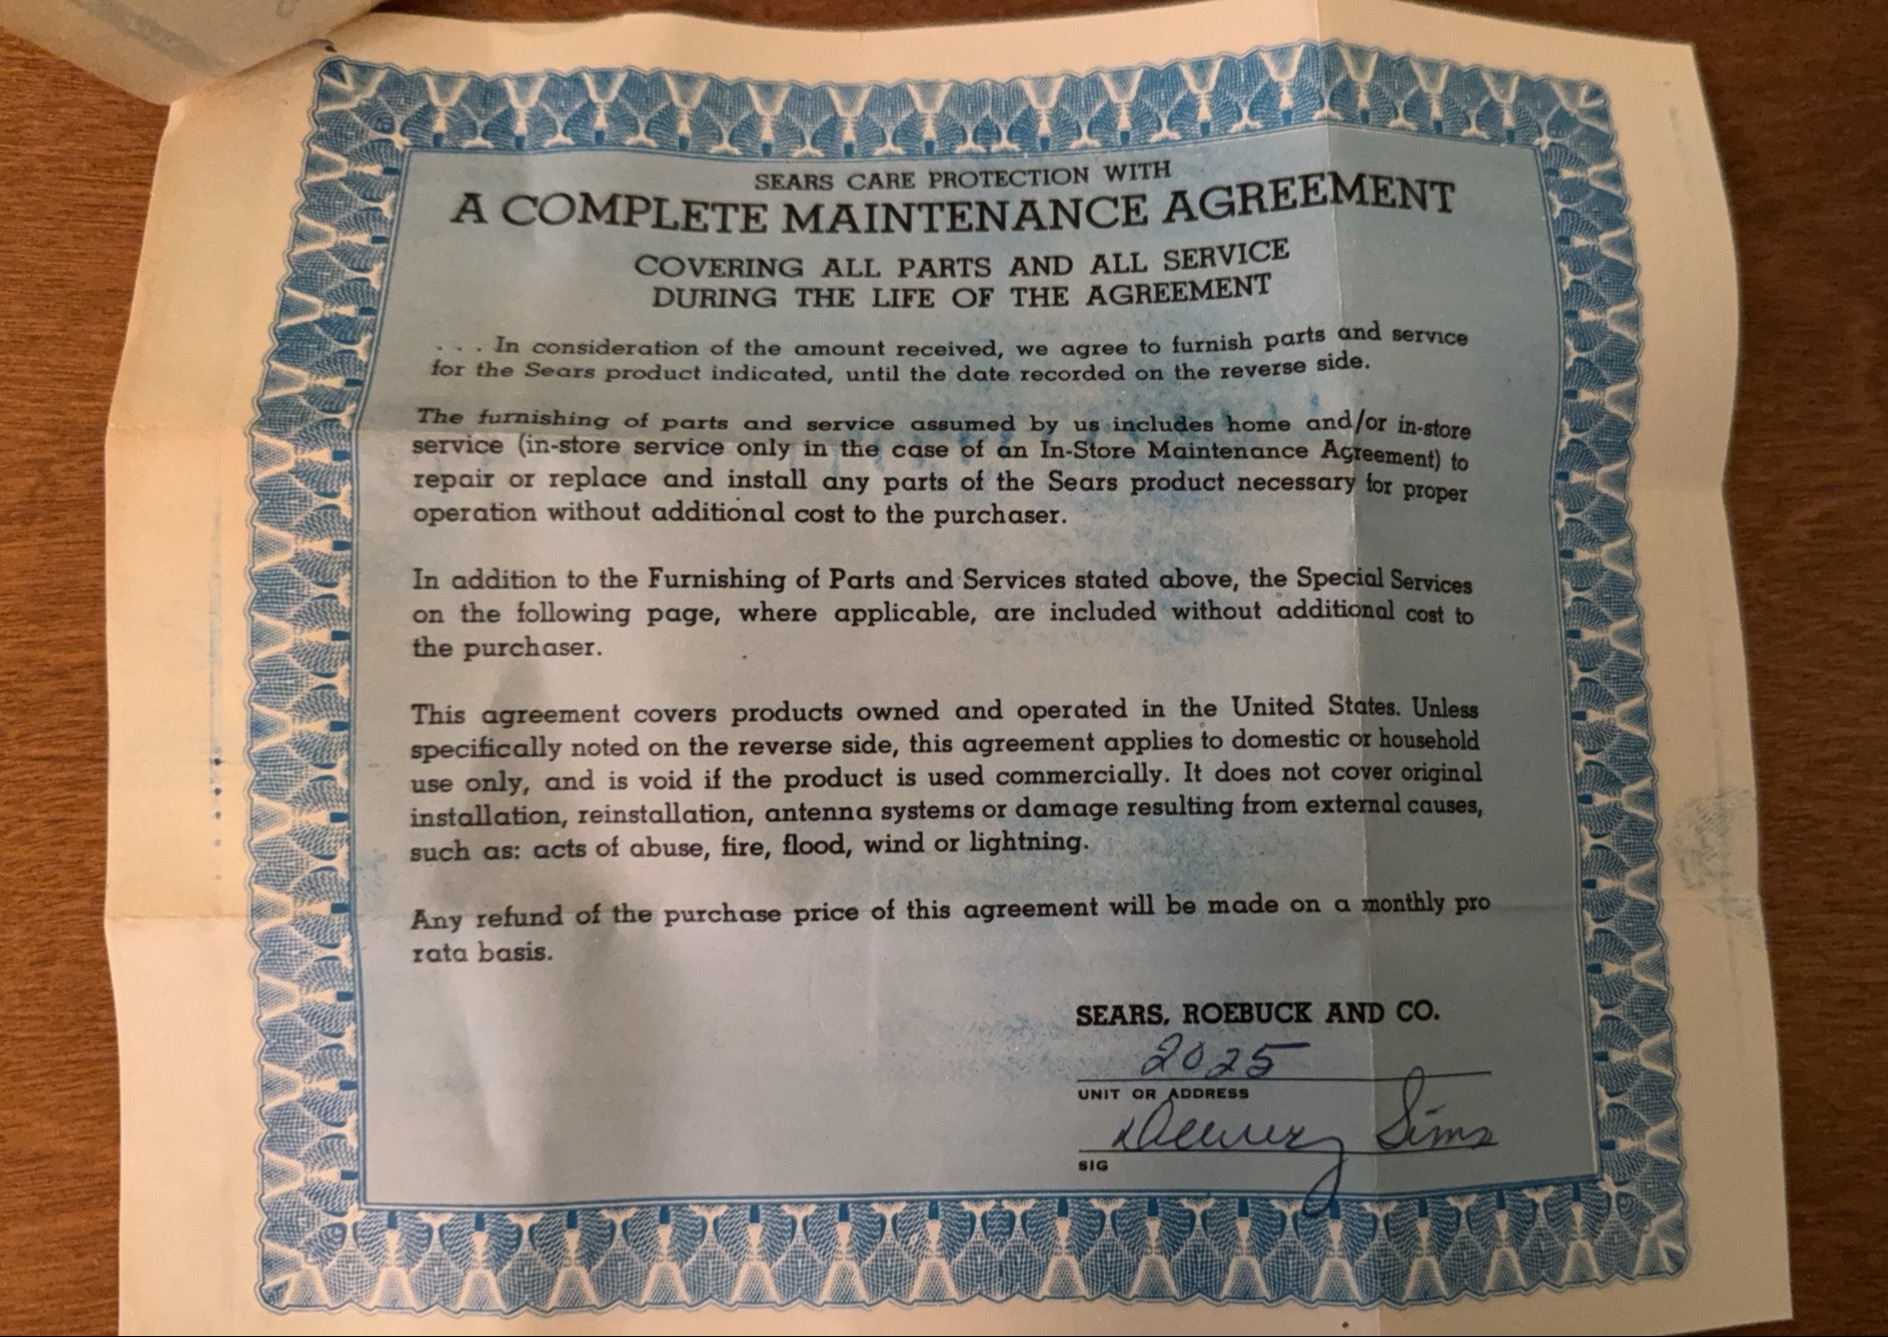 SEARS CARE PROTECTION WITH
A COMPLETE MAINTENANCE AGREEMENT
COVERING ALL PARTS AND ALL SERVICE
DURING THE LIFE OF THE AGREEMENT
. . . In consideration of the amount received, we agree to furnish parts and service
for the Sears product indicated, until the date recorded on the reverse side.
The furnishing of parts and service assumed by us includes home and/or in-store
service (in-store service only in the case of an In-Store Maintenance Agreement) to
repair or replace and install any parts of the Sears product necessary for proper
operation without additional cost to the purchaser.
In addition to the Furnishing of Parts and Services stated above, the Special Services
on the following page, where applicable, are included without additional cost to
the purchaser.
This agreement covers products owned and operated in the United States. Unless
specifically noted on the reverse side, this agreement applies to domestic or household
use only, and is void if the product is used commercially. It does not cover original
installation, reinstallation, antenna systems or damage resulting from external causes,
such as: acts of abuse, fire, flood, wind or lightning.
Any refund of the purchase price of this agreement will be made on a monthly pro
rata basis.
SEARS, ROEBUCK AND CO.
2025
UNIT OR ADDRESS
Sims
SIG